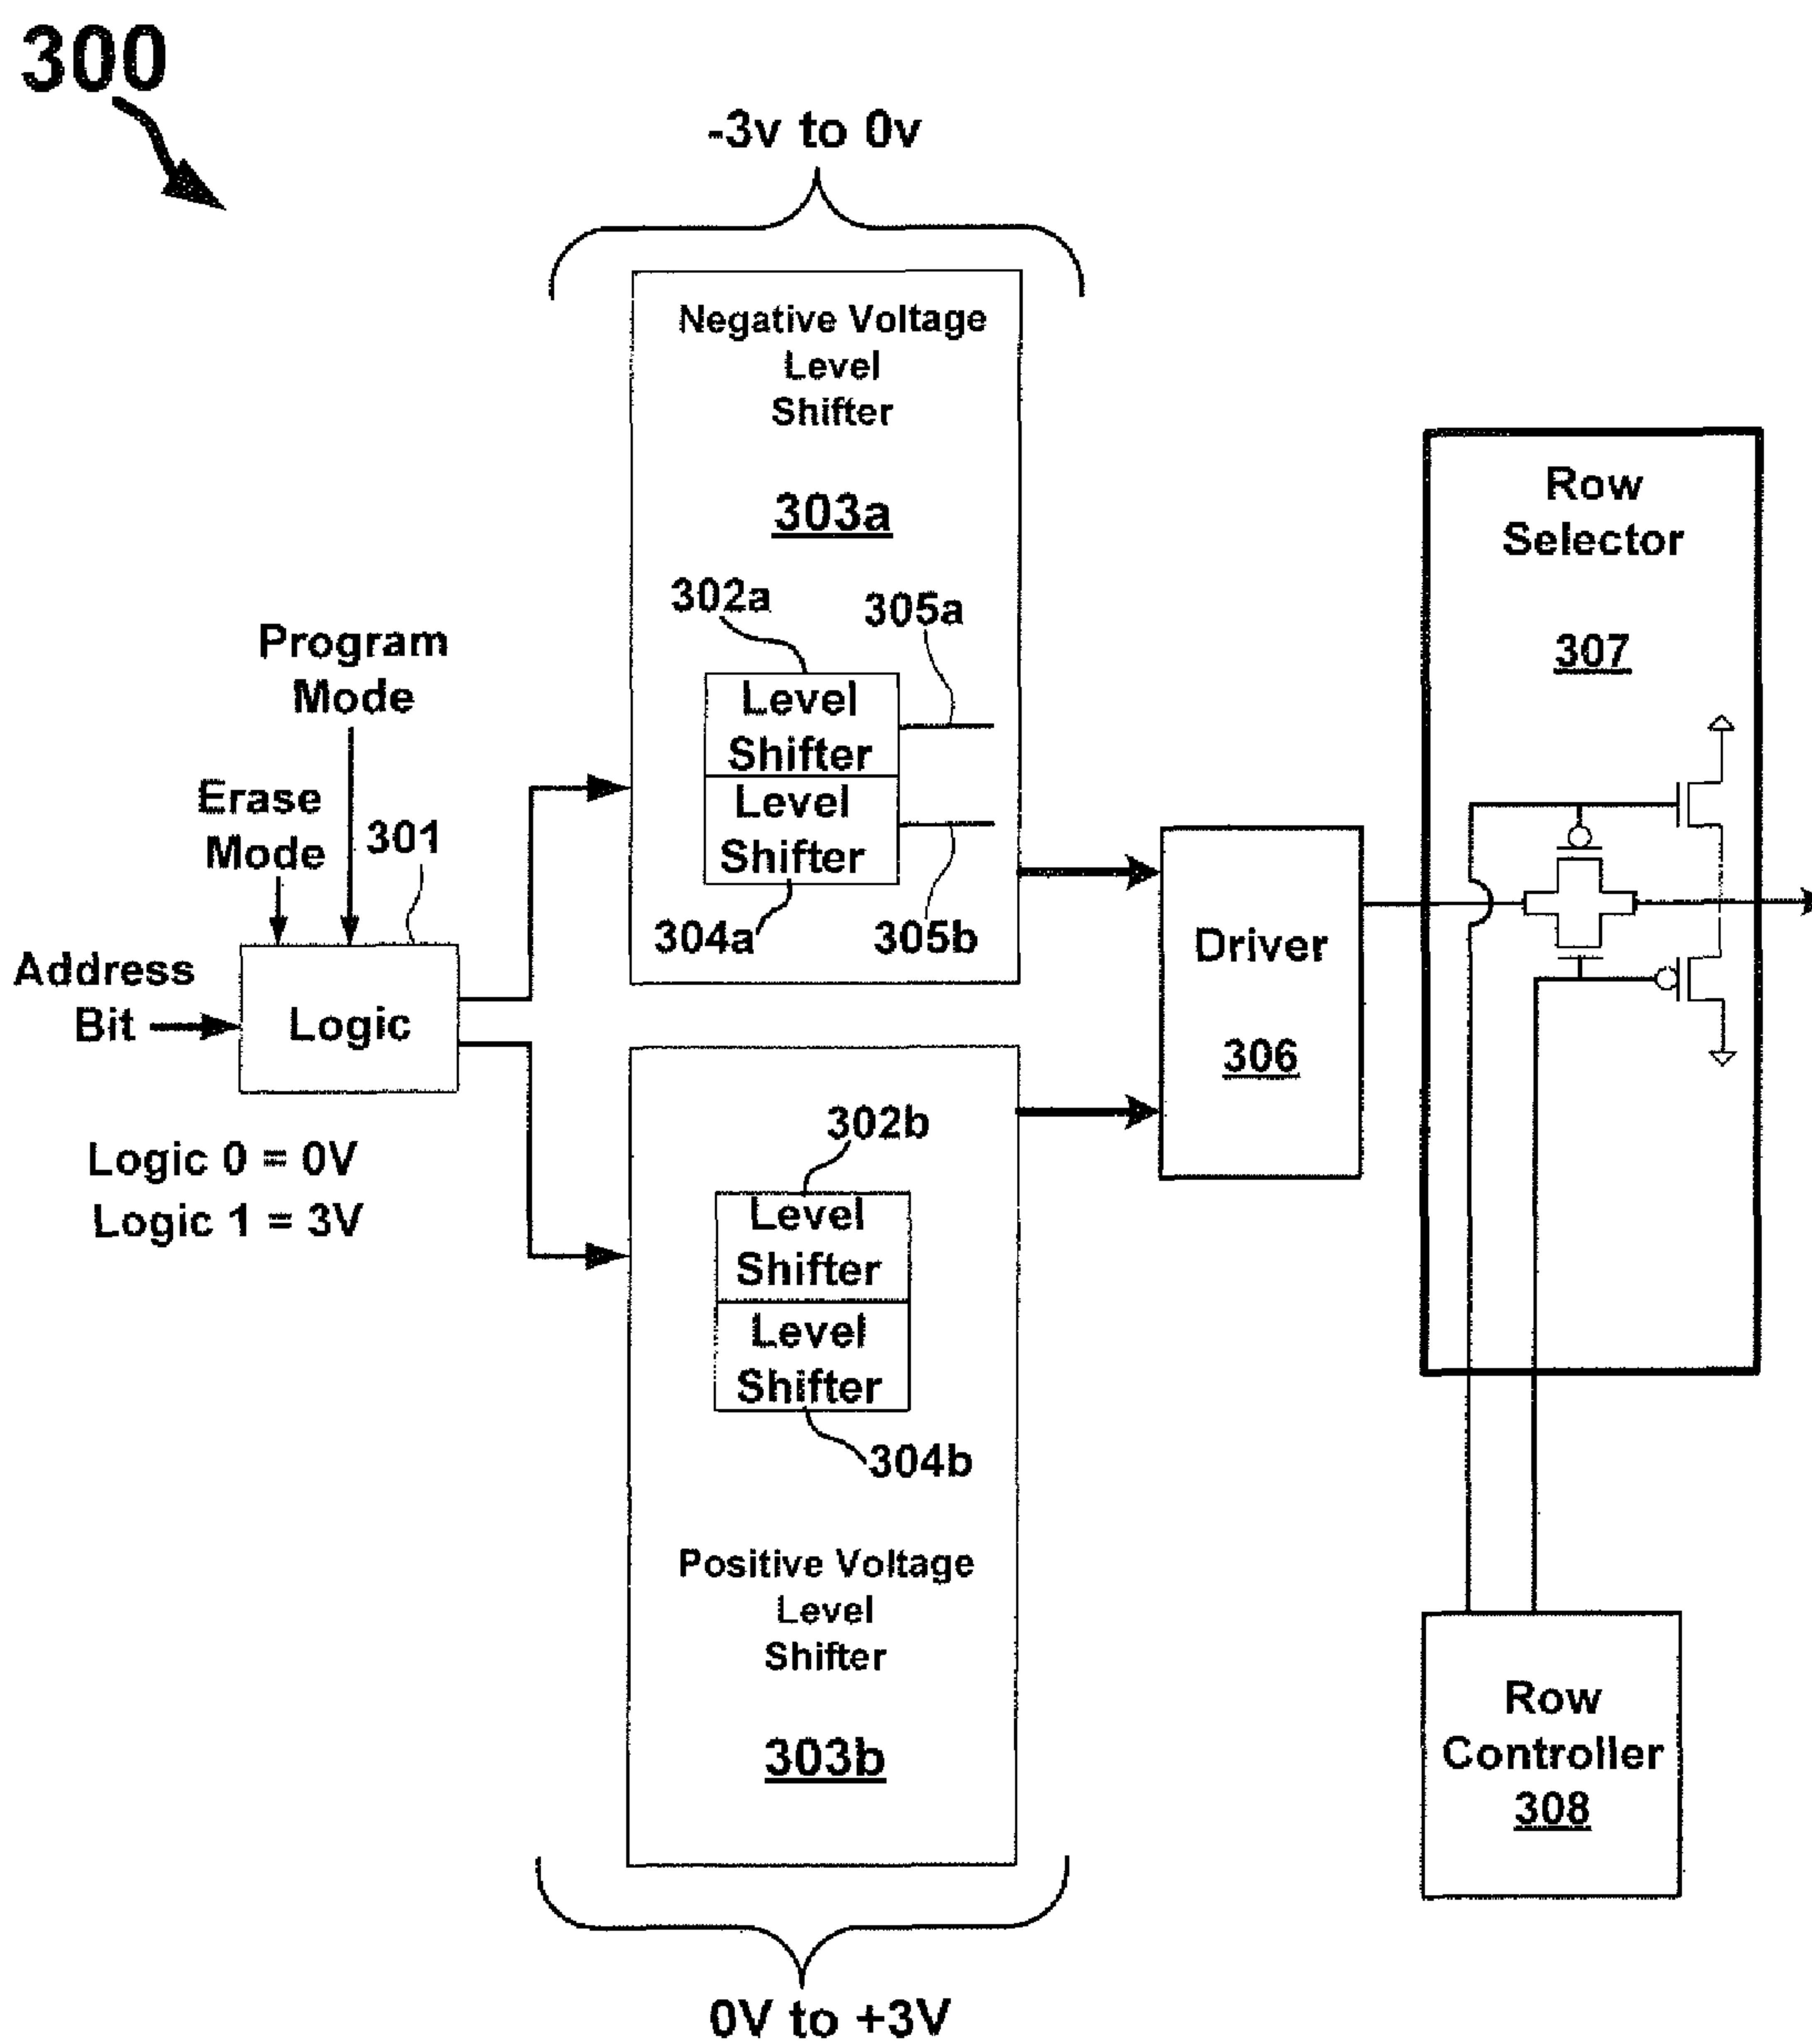 300
-3v to 0v
Negative Voltage
Level
Shifter
303a
302a
305a
Level
Shifter
Level
Shifter
304a
305b
Program
Mode
Erase
Mode
301
Address
Bit
Logic
Logic 0 = 0V
Logic 1 = 3V
302b
Level
Shifter
Level
Shifter
304b
Positive Voltage
Level
Shifter
303b
0V to +3V
Driver
306
Row
Selector
307
Row
Controller
308